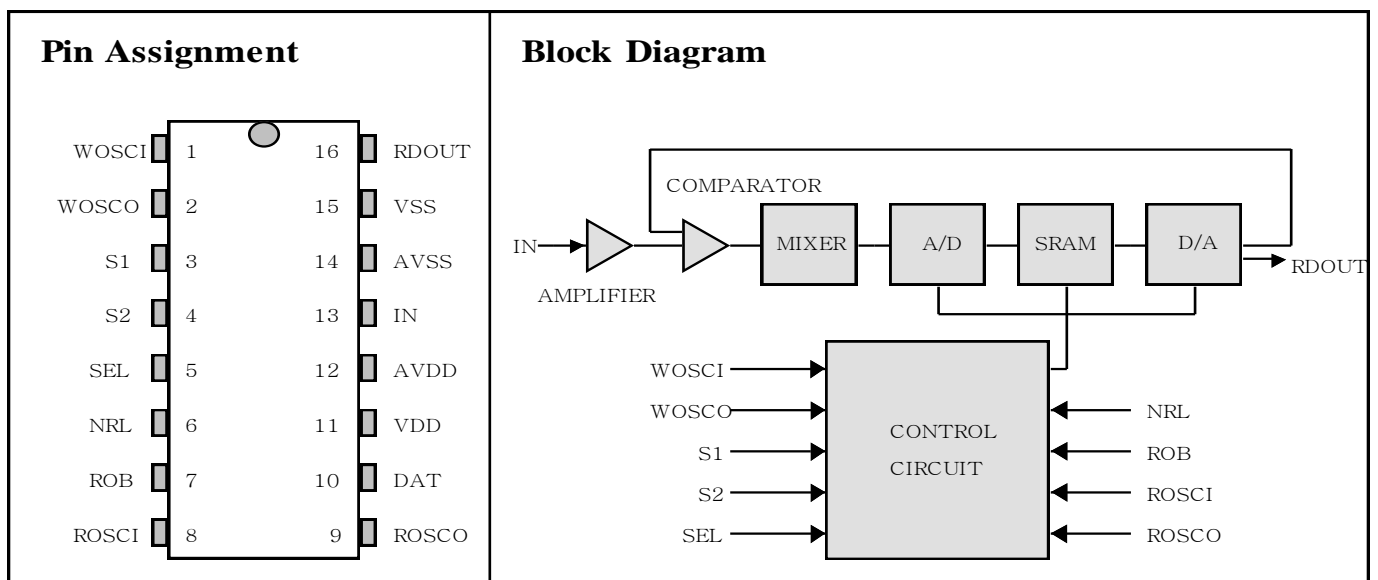 Pin Assignment
WOSCI 1 16 RDOUT
WOSCO 2 15 VSS
S1 3 14 AVSS
S2 4 13 IN
SEL 5 12 AVDD
NRL 6 11 VDD
ROB 7 10 DAT
ROSCI 8 9 ROSCO
Block Diagram
COMPARATOR
IN MIXER A/D SRAM D/A
RDOUT
AMPLIFIER
WOSCI
WOSCO NRL
CONTROL
S1 ROB
CIRCUIT
S2 ROSCI
SEL ROSCO